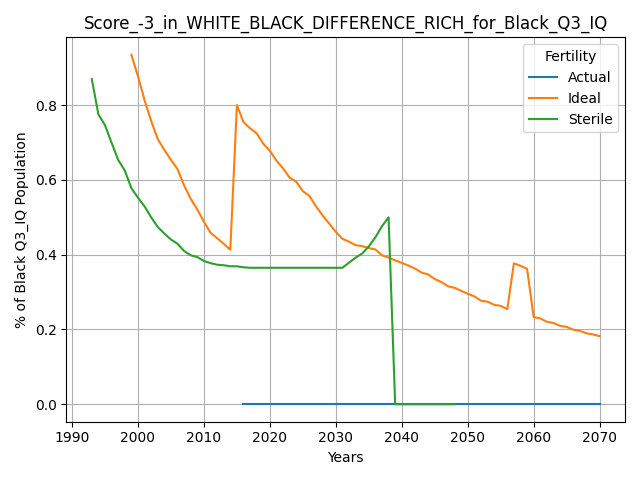 Score_-3_in_WHITE_BLACK_DIFFERENCE_RICH_for_Black_Q3_IQ
Fertility
Actual
Ideal
Sterile
% of Black Q3_IQ Population
0.8
0.6
0.4
0.2
0.0
1990 2000 2010 2020 2030 2040 2050 2060 2070
Years